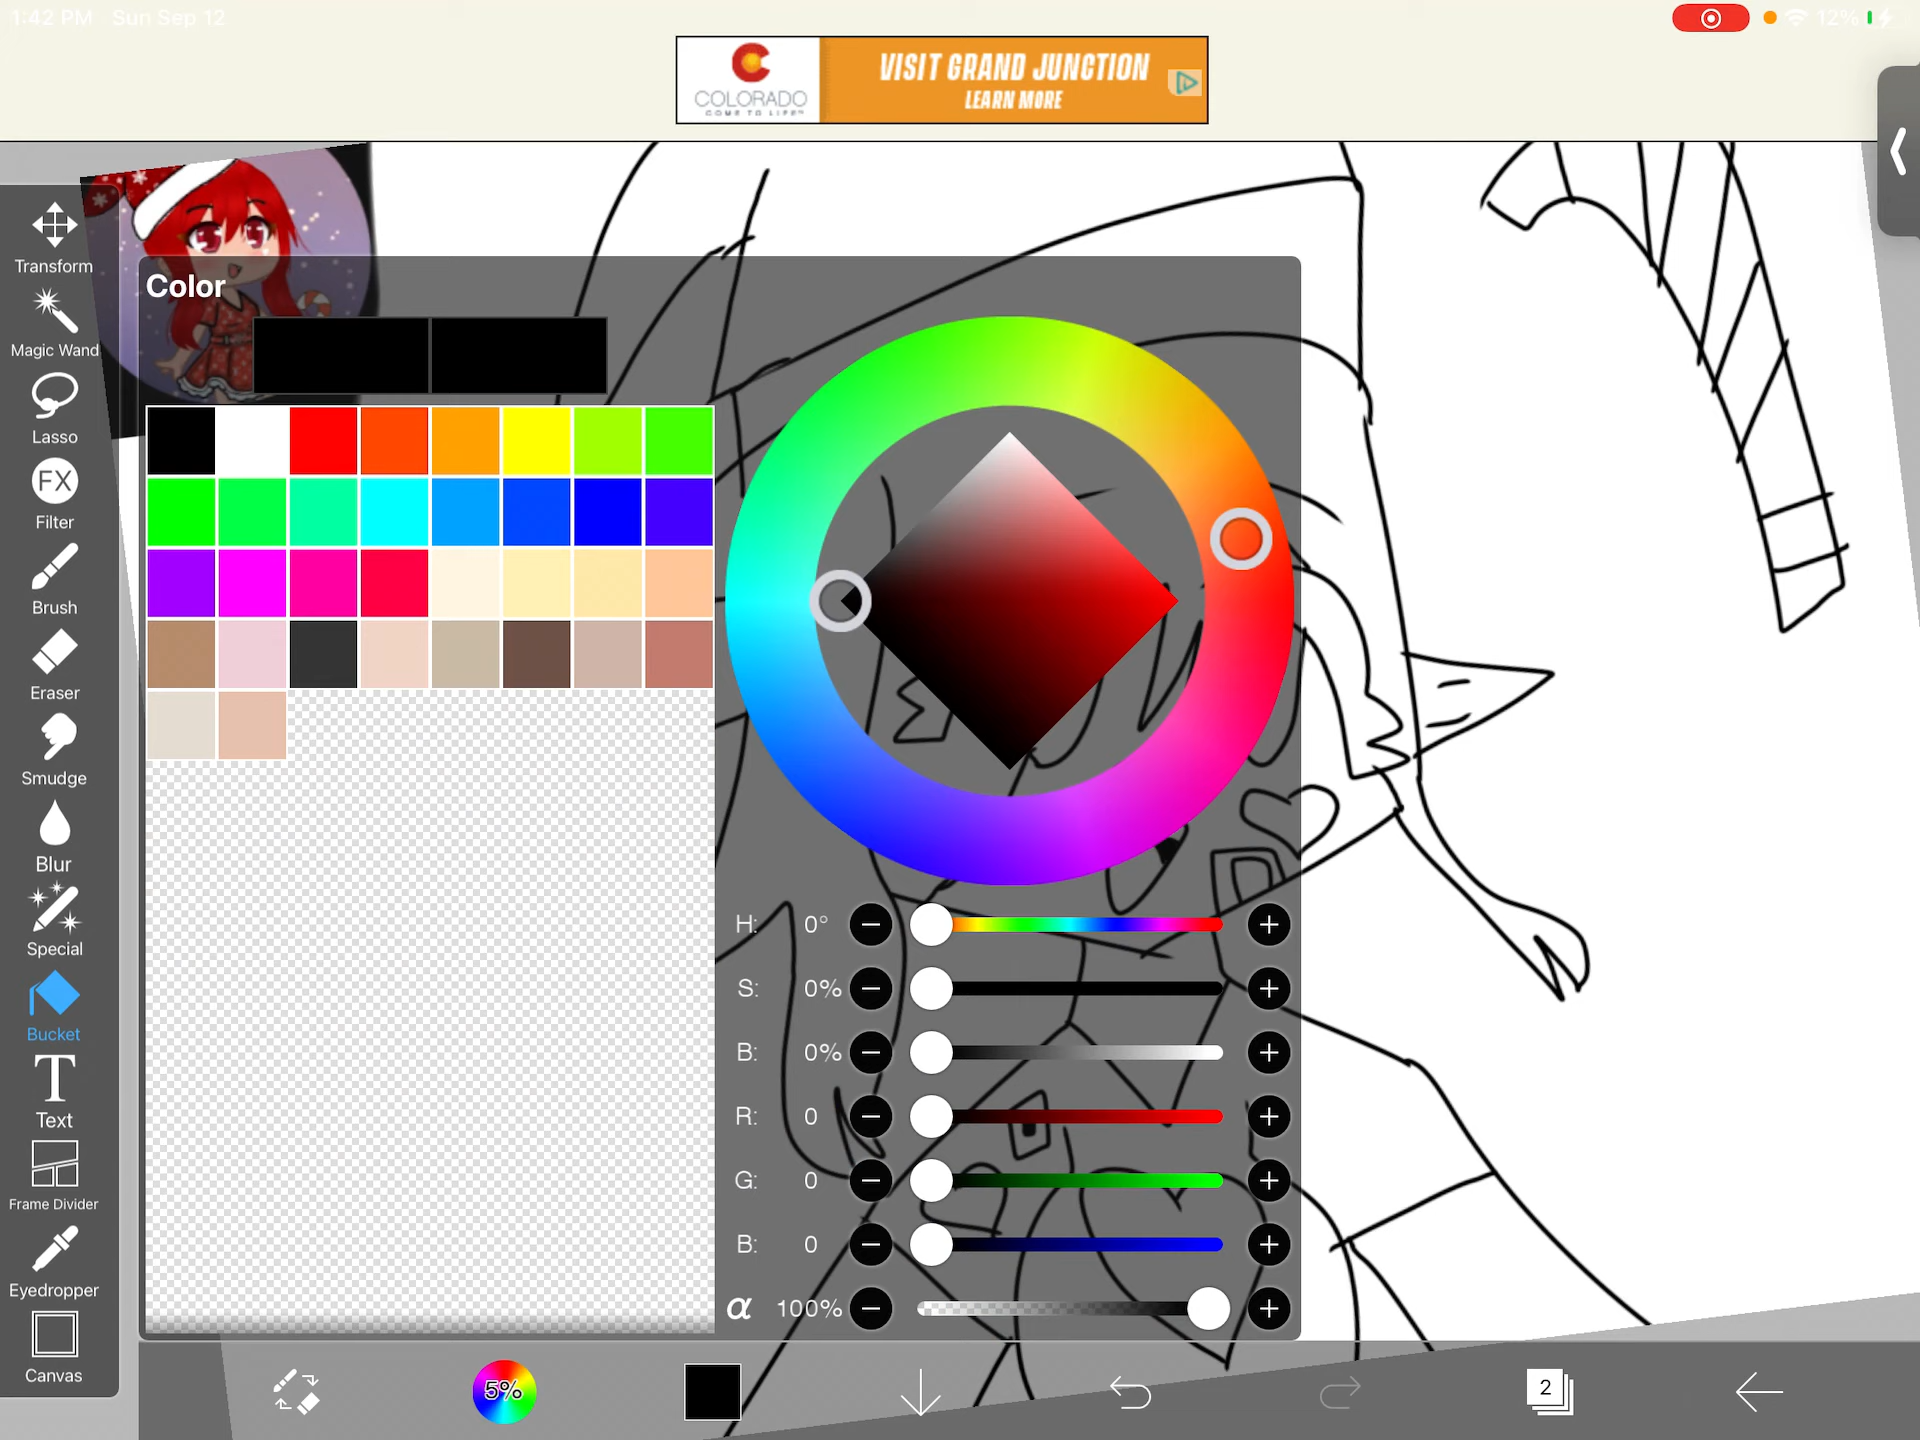 1:42 PM Sun Sep 12
12%
COLORADO
COME TO LIFE
VISIT GRAND JUNCTION
LEARN MORE
Color
Transform
Magic Wand
Lasso
FX
Filter
Brush
Eraser
Smudge
Blur
Special
Bucket
T
Text
Frame Divider
Eyedropper
Canvas
H: 0°
S: 0%
B: 0%
R: 0
G: 0
B: 0
α 100%
5%
2